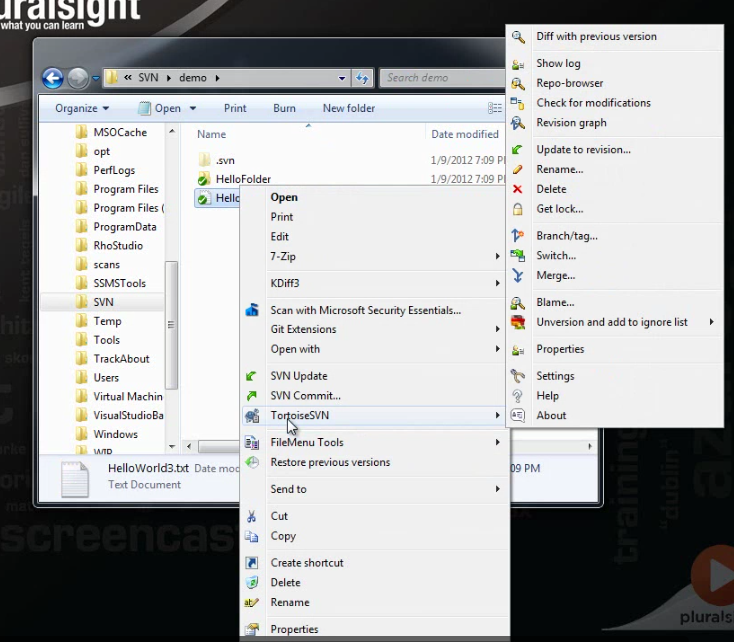 uralsight
what you can learn
« SVN ▸ demo ▸
Search demo
Organize ▾ Open ▾ Print Burn New folder
MSOCache
opt
PerfLogs
Program Files
Program Files (
ProgramData
RhoStudio
scans
SSMSTools
SVN
Temp
Tools
TrackAbout
Users
Virtual Machin
VisualStudioBa
Windows
WIP
Name Date modified
.svn 1/9/2012 7:09 P
HelloFolder 1/9/2012 7:09 P
Hello
HelloWorld3.txt Date moc 09 PM
Text Document
Open
Print
Edit
7-Zip
KDiff3
Scan with Microsoft Security Essentials...
Git Extensions
Open with
SVN Update
SVN Commit...
TortoiseSVN
FileMenu Tools
Restore previous versions
Send to
Cut
Copy
Create shortcut
Delete
Rename
Properties
Diff with previous version
Show log
Repo-browser
Check for modifications
Revision graph
Update to revision...
Rename...
Delete
Get lock...
Branch/tag...
Switch...
Merge...
Blame...
Unversion and add to ignore list
Properties
Settings
Help
About
screencas
training
"dublin"
az
plurals